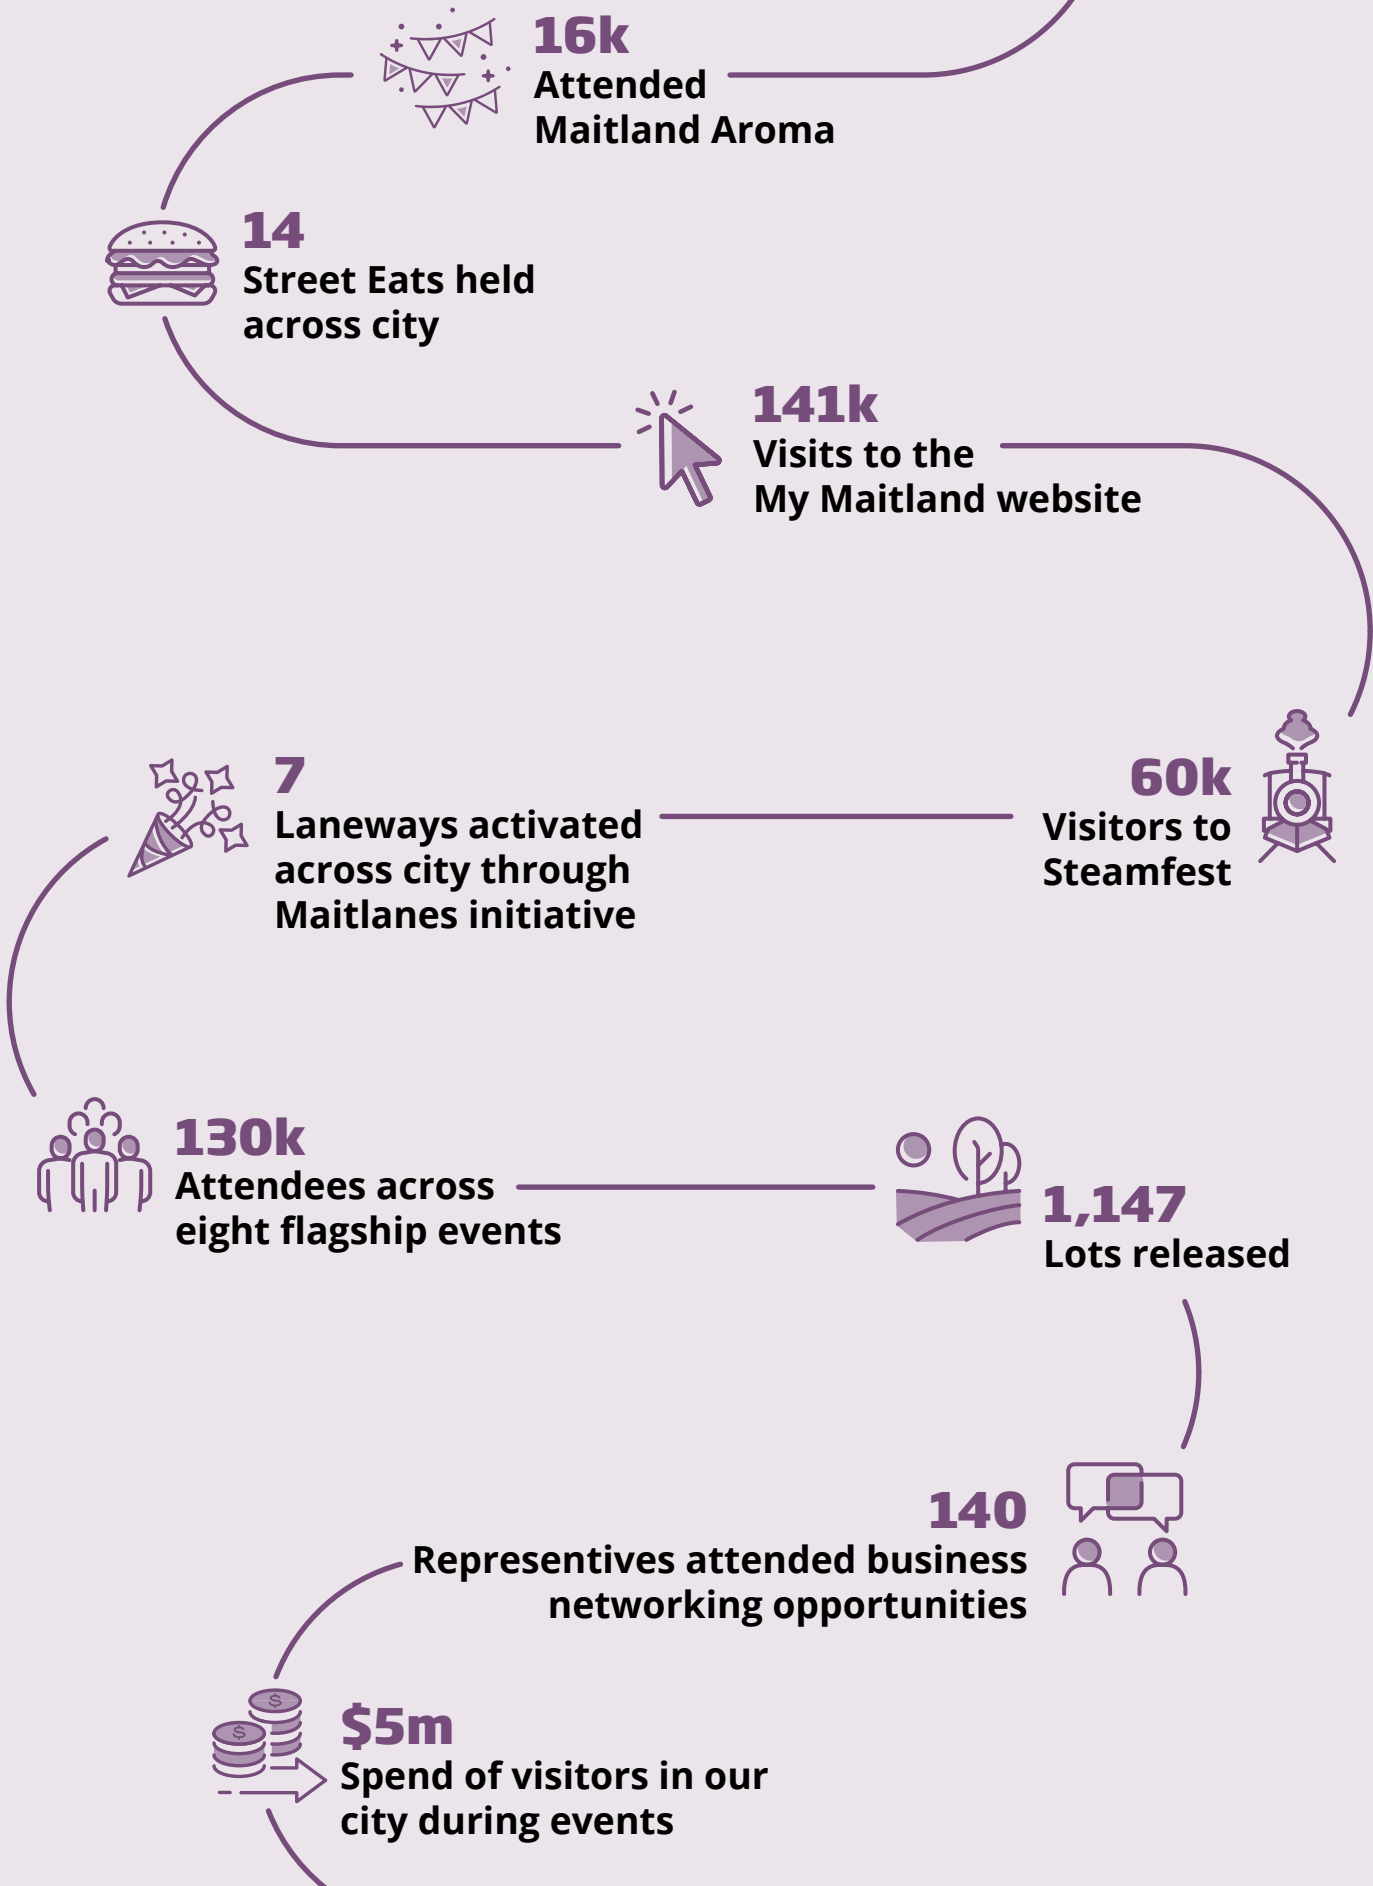 16k
Attended
Maitland Aroma
14
Street Eats held
across city
141k
Visits to the
My Maitland website
60k
Visitors to
Steamfest
7
Laneways activated
across city through
Maitlanes initiative
130k
Attendees across
eight flagship events
1,147
Lots released
140
Representives attended business
networking opportunities
$
$
$5m
Spend of visitors in our
city during events